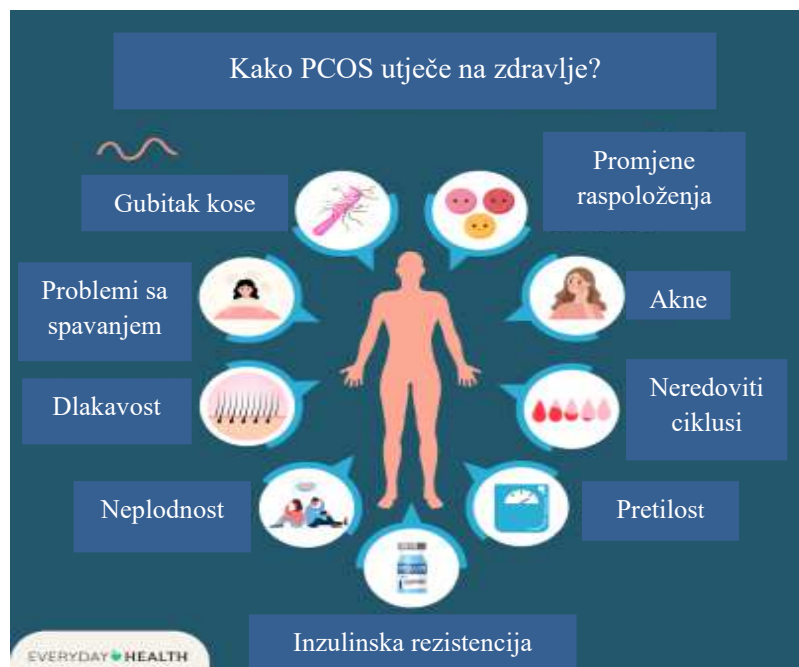 Kako PCOS utječe na zdravlje?
Gubitak kose
Promjene
raspoloženja
Problemi sa
spavanjem
Akne
Dlakavost
Neredoviti
ciklusi
Neplodnost
Pretilost
Inzulinska rezistencija
EVERYDAY HEALTH